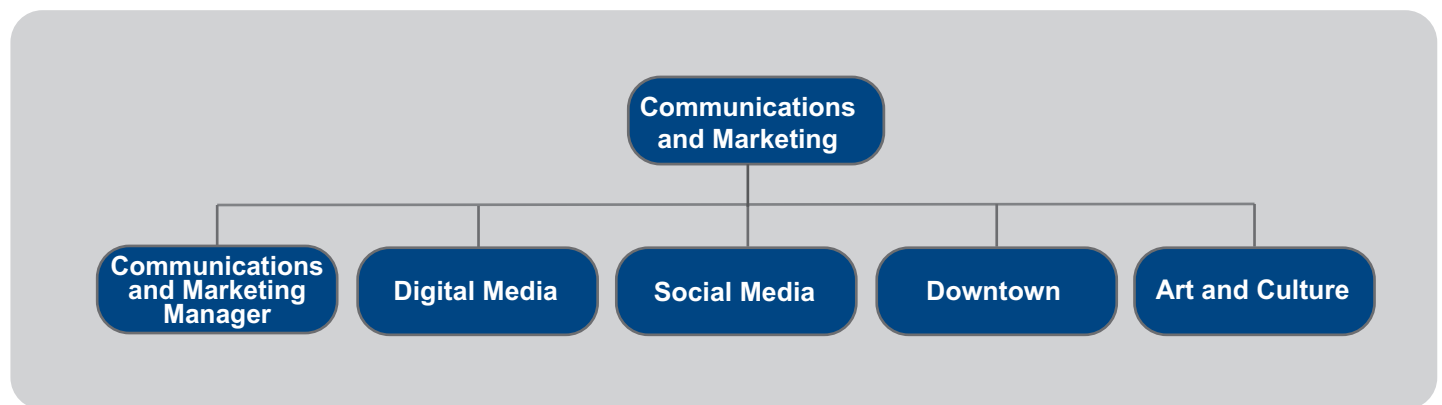 Communications
and Marketing
Communications
and Marketing
Manager
Digital Media
Social Media
Downtown
Art and Culture